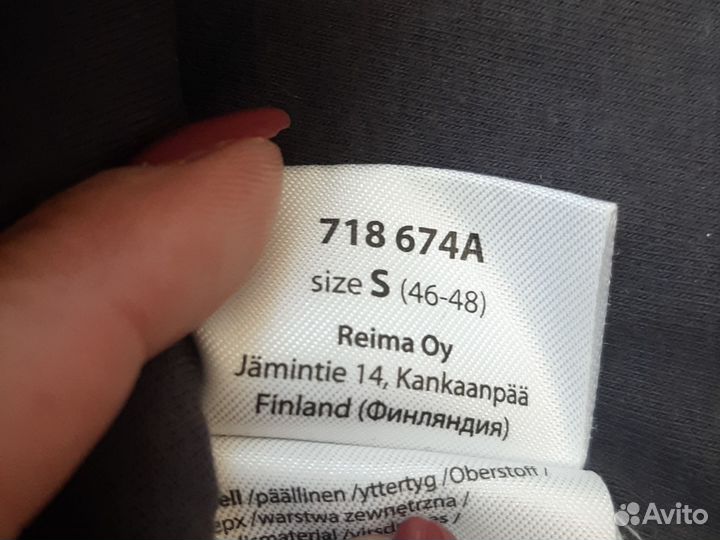 718 674A
size S (46-48)
Reima Oy
Jämintie 14, Kankaanpää
Finland (Финляндия)
/päällinen /yttertyg /Oberstoff /
/warstwa zewnętrzna /
Avito